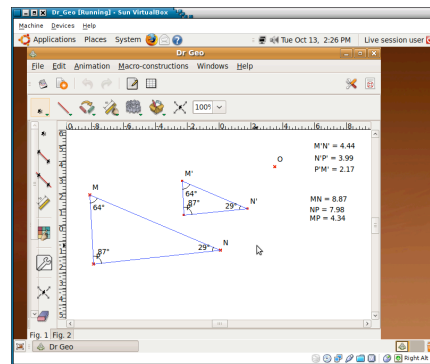 Dr_Geo [Running] - Sun VirtualBox
Machine Devices Help
Applications Places System Tue Oct 13, 2:26 PM Live session user
Dr Geo
File Edit Animation Macro-constructions Windows Help
100%
M'N' = 4.44
N'P' = 3.99
P'M' = 2.17
O
M'
64°
87°
29°
N'
MN = 8.87
NP = 7.98
MP = 4.34
M
64°
87°
29°
N
Fig. 1 Fig. 2
Dr Geo
Right Alt